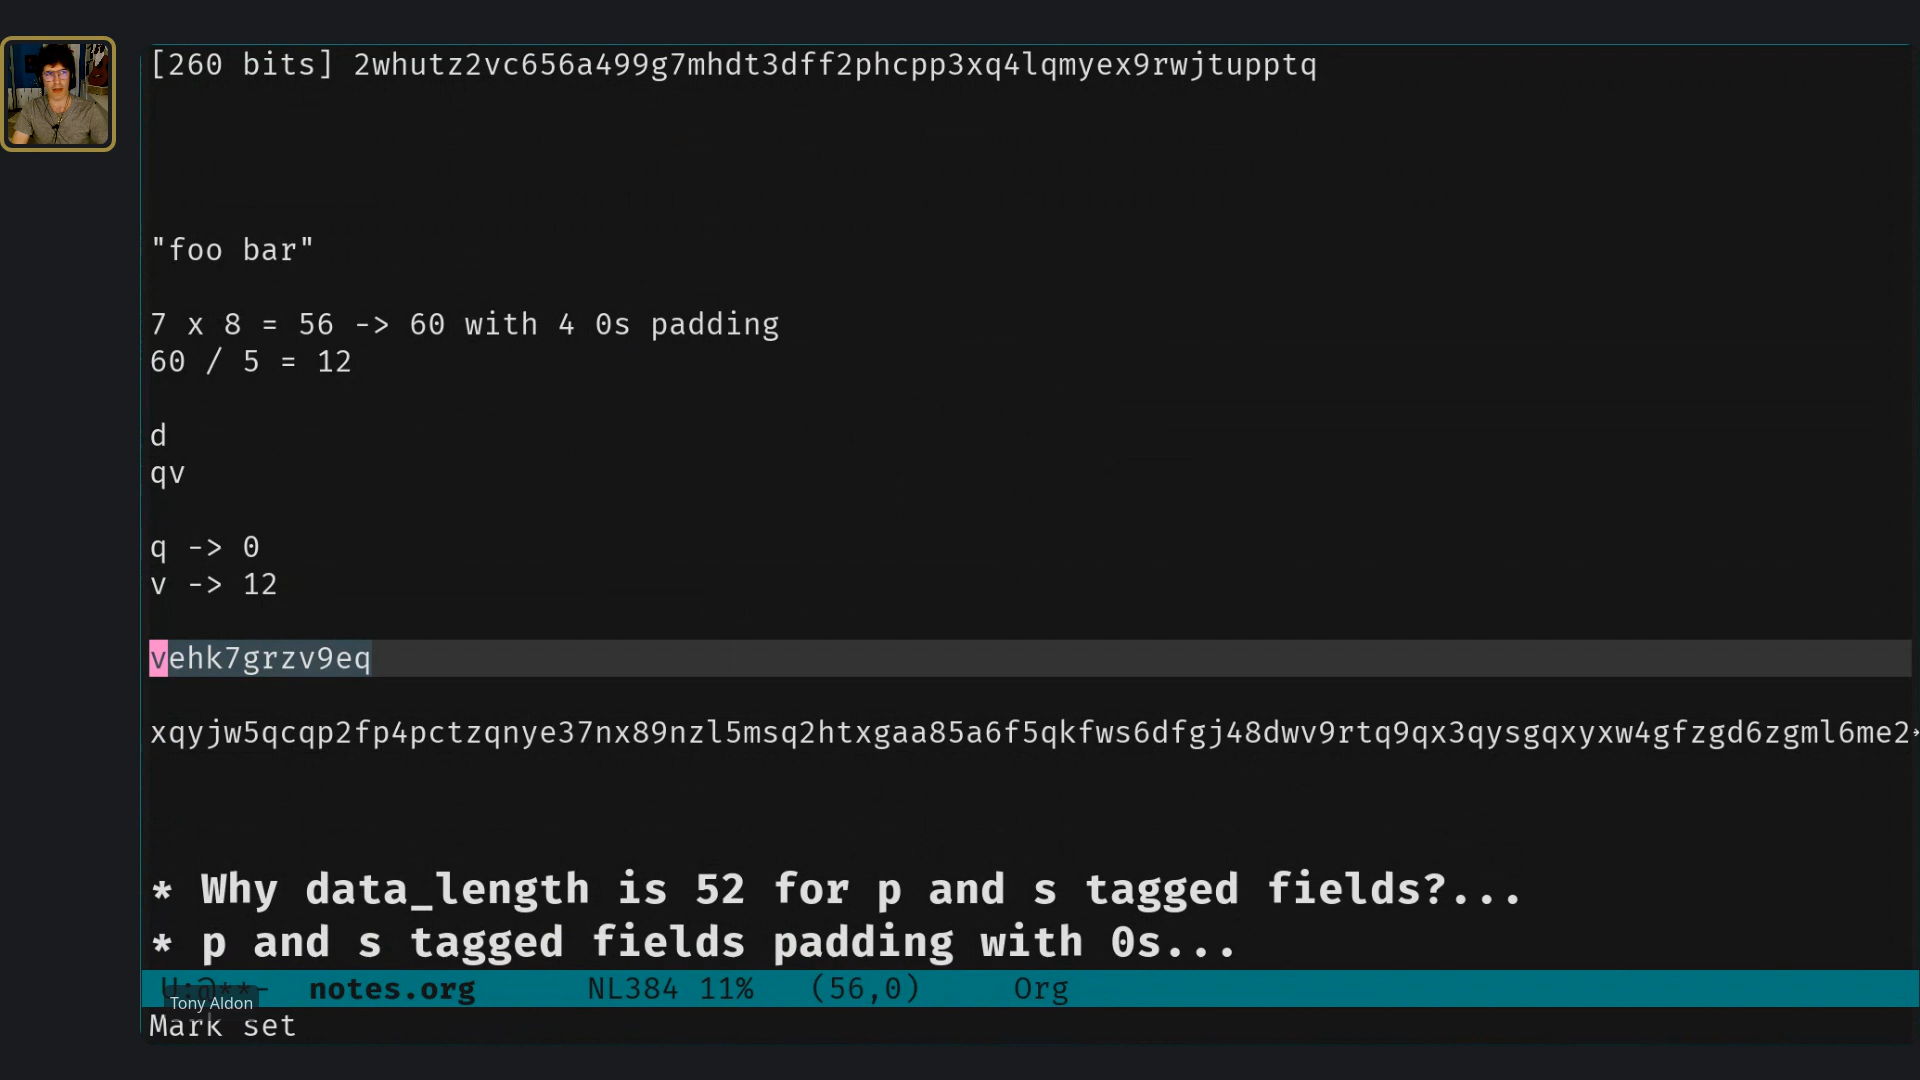 [260 bits] 2whutz2vc656a499g7mhdt3dff2phcpp3xq4lqmyex9rwjtupptq
"foo bar"
7 x 8 = 56 -> 60 with 4 0s padding
60 / 5 = 12
d
qv
q -> 0
v -> 12
vehk7grzv9eq
xqyjw5qcqp2fp4pctzqnye37nx89nzl5msq2htxgaa85a6f5qkfws6dfgj48dwv9rtq9qx3qysgqxyxw4gfzgd6zgml6me2
* Why data_length is 52 for p and s tagged fields?...
* p and s tagged fields padding with 0s...
U:@**- notes.org NL384 11% (56,0) Org
Tony Aldon
Mark set